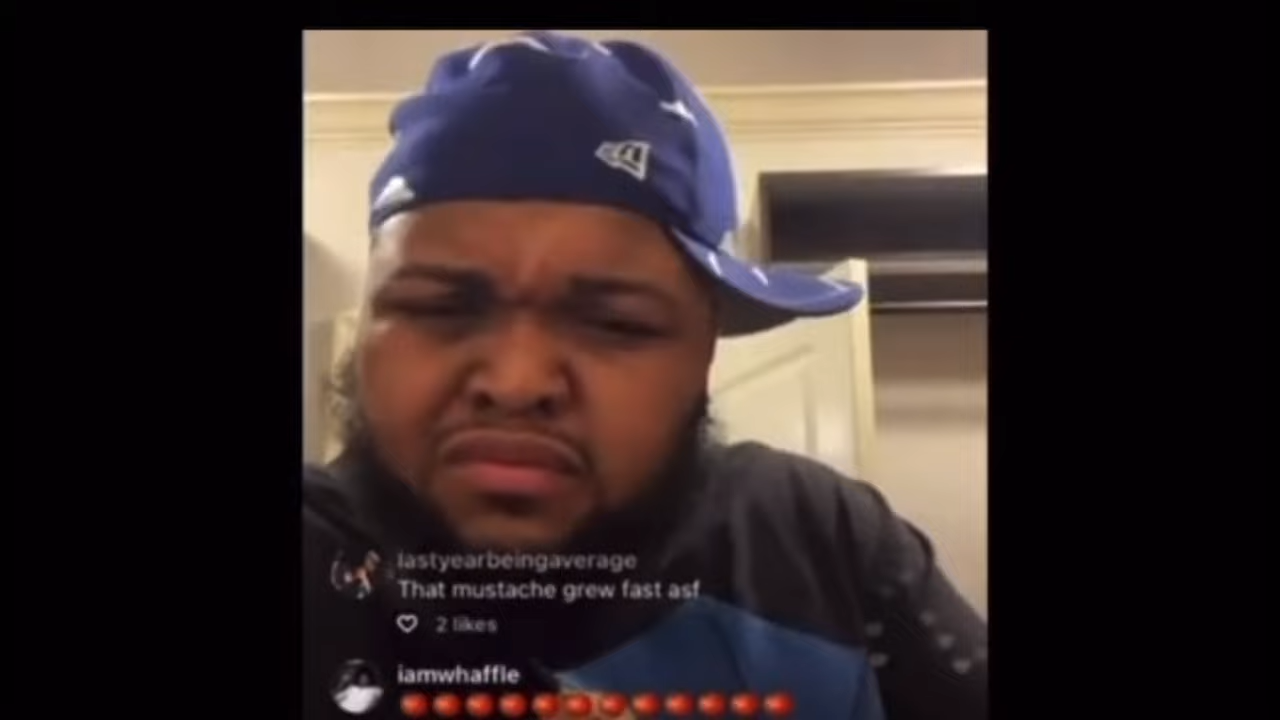 lastyearbeingaverage
That mustache grew fast asf
2 likes
iamwhaffle